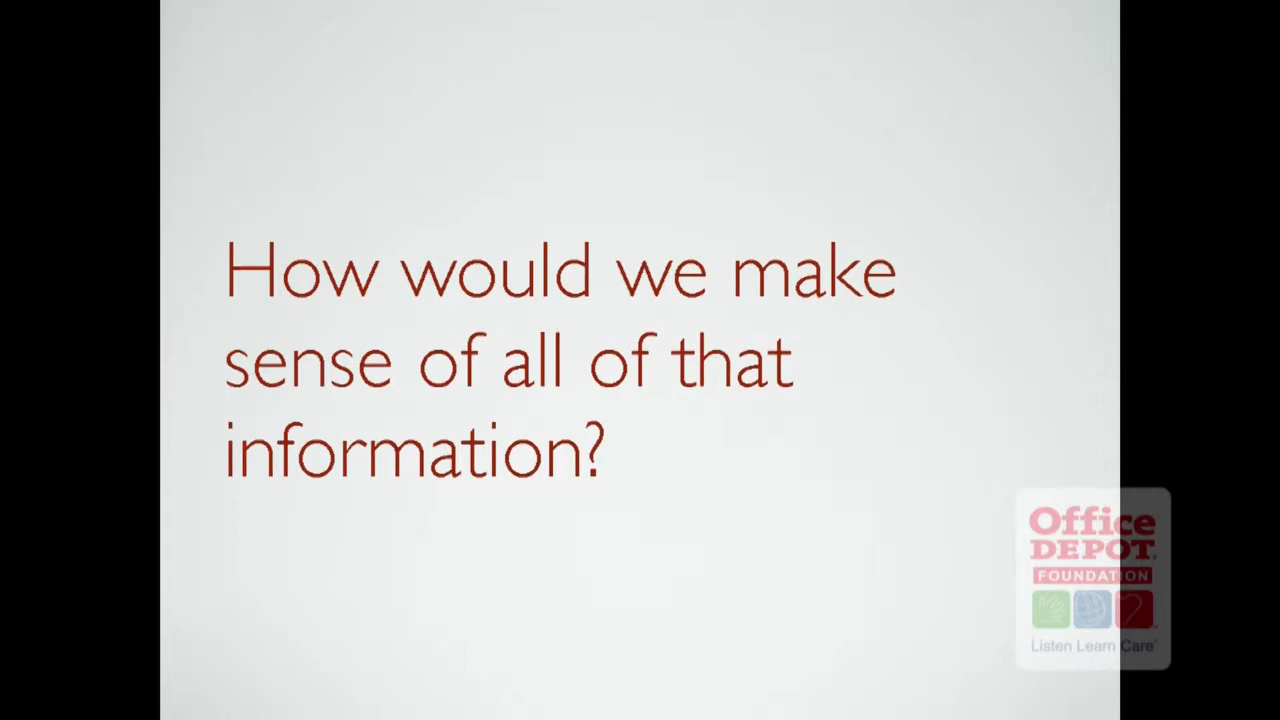 How would we make
sense of all of that
information?
Office
DEPOT
FOUNDATION
Listen Learn Care